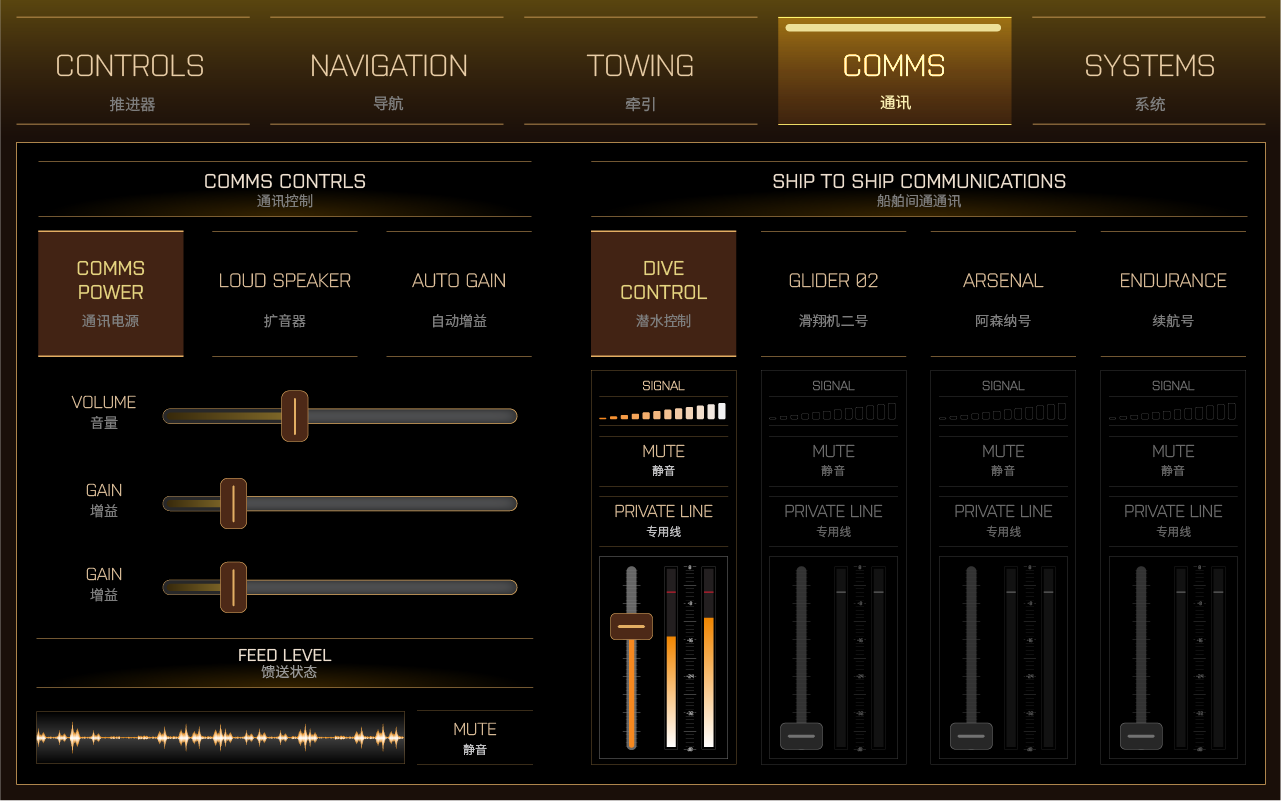 CONTROLS
推进器
NAVIGATION
导航
TOWING
牵引
COMMS
通讯
SYSTEMS
系统
COMMS CONTRLS
通讯控制
COMMS
POWER
通讯电源
LOUD SPEAKER
扩音器
AUTO GAIN
自动增益
VOLUME
音量
GAIN
增益
GAIN
增益
FEED LEVEL
馈送状态
MUTE
静音
SHIP TO SHIP COMMUNICATIONS
船舶间通通讯
DIVE
CONTROL
潜水控制
GLIDER 02
滑翔机二号
ARSENAL
阿森纳号
ENDURANCE
续航号
SIGNAL
MUTE
静音
PRIVATE LINE
专用线
SIGNAL
MUTE
静音
PRIVATE LINE
专用线
SIGNAL
MUTE
静音
PRIVATE LINE
专用线
SIGNAL
MUTE
静音
PRIVATE LINE
专用线